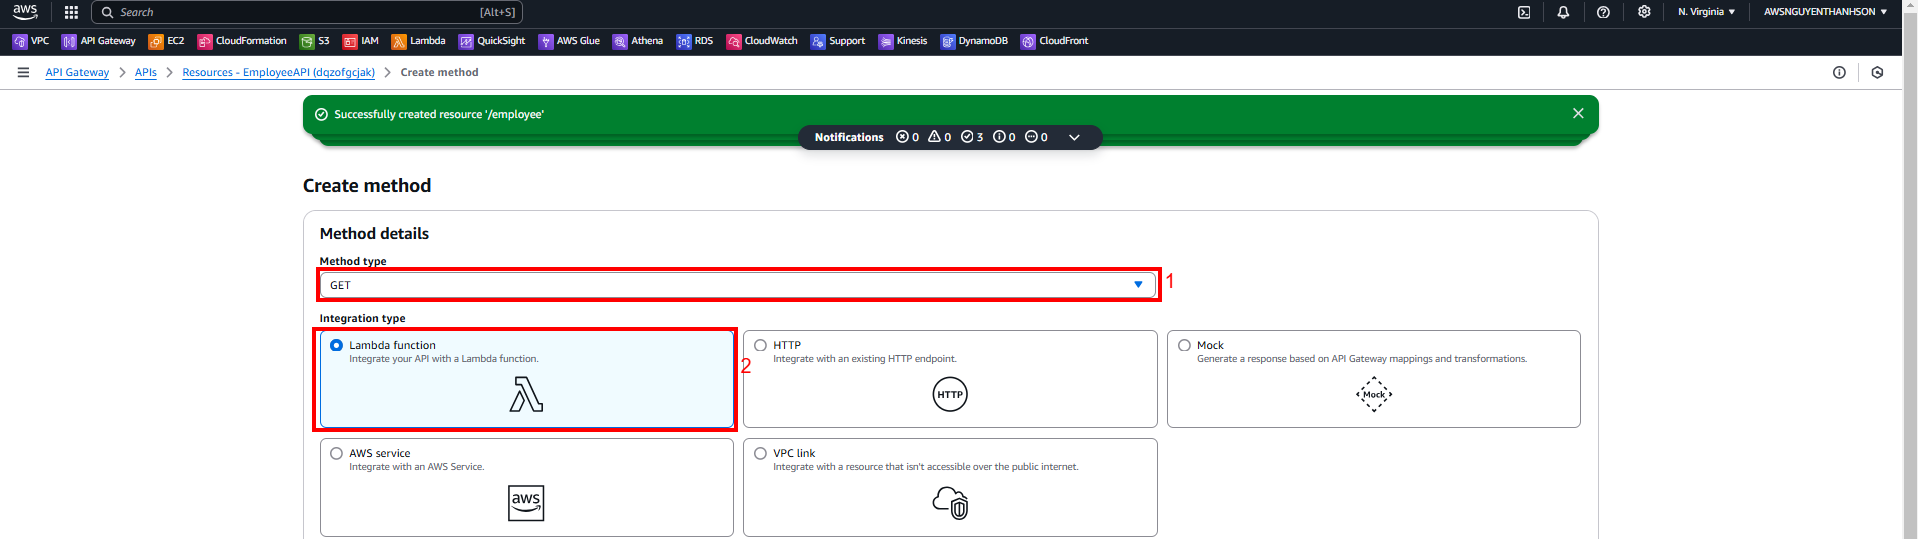 aws
Search
[Alt+S]
N. Virginia
AWSNGUYENTHANHSON
VPC
API Gateway
EC2
CloudFormation
S3
IAM
Lambda
QuickSight
AWS Glue
Athena
RDS
CloudWatch
Support
Kinesis
DynamoDB
CloudFront
API Gateway > APIs > Resources - EmployeeAPI (dqzofgcjak) > Create method
Successfully created resource '/employee'
Notifications 0 0 3 0 0
Create method
Method details
Method type
GET
1
Integration type
Lambda function
Integrate your API with a Lambda function.
2
HTTP
Integrate with an existing HTTP endpoint.
HTTP
Mock
Generate a response based on API Gateway mappings and transformations.
Mock
AWS service
Integrate with an AWS Service.
aws
VPC link
Integrate with a resource that isn't accessible over the public internet.